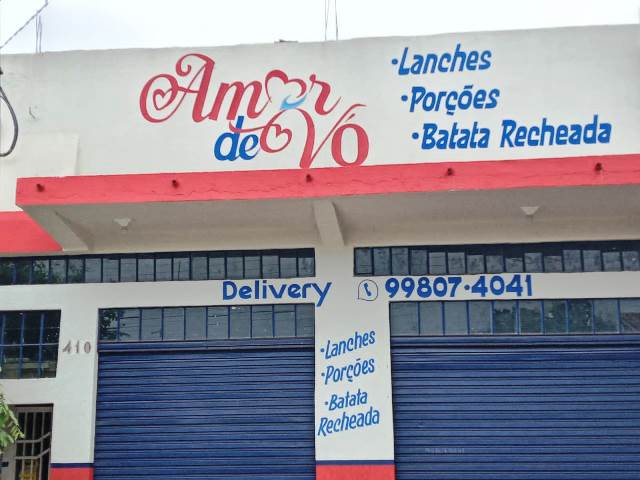 Amor
de Vó
•Lanches
•Porções
•Batata Recheada
Delivery 99807-4041
410
•Lanches
•Porções
•Batata
Recheada